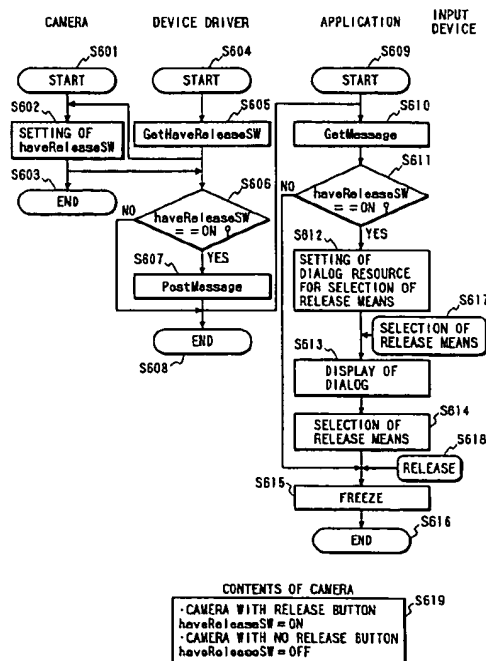 CAMERA
DEVICE DRIVER
APPLICATION
INPUT
DEVICE
S601
START
S602
SETTING OF
haveReleaseSW
S603
END
S604
START
S605
GetHaveReleaseSW
S606
haveReleaseSW
==ON ?
NO
YES
S607
PostMessage
END
S608
S609
START
S610
GetMessage
S611
haveReleaseSW
==ON ?
NO
YES
S612
SETTING OF
DIALOG RESOURCE
FOR SELECTION OF
RELEASE MEANS
S617
SELECTION OF
RELEASE MEANS
S613
DISPLAY OF
DIALOG
S614
SELECTION OF
RELEASE MEANS
S618
RELEASE
S615
FREEZE
END
S616
CONTENTS OF CAMERA
S619
·CAMERA WITH RELEASE BUTTON
haveReleaseSW=ON
·CAMERA WITH NO RELEASE BUTTON
haveReleaseSW=OFF